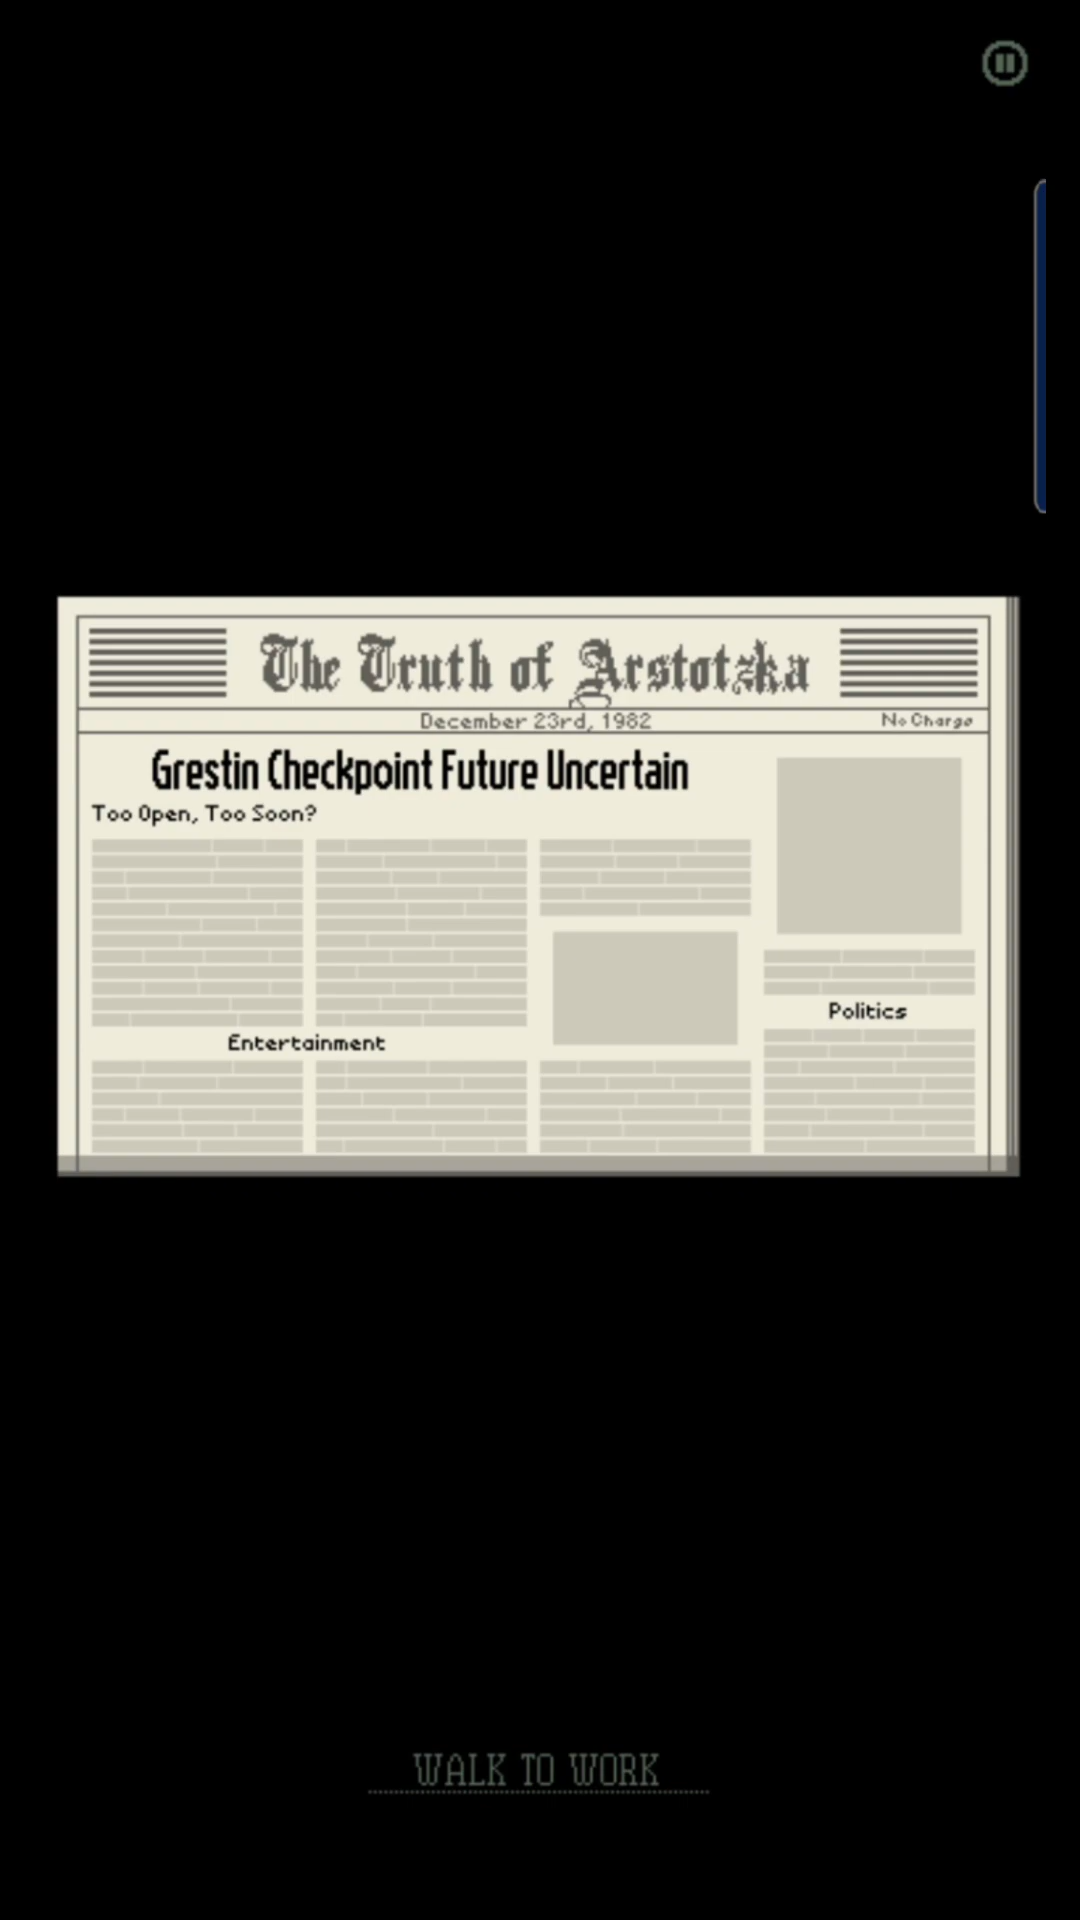 The Truth of Arstotzka
December 23rd, 1982
No Charge
Grestin Checkpoint Future Uncertain
Too Open, Too Soon?
Entertainment
Politics
WALK TO WORK